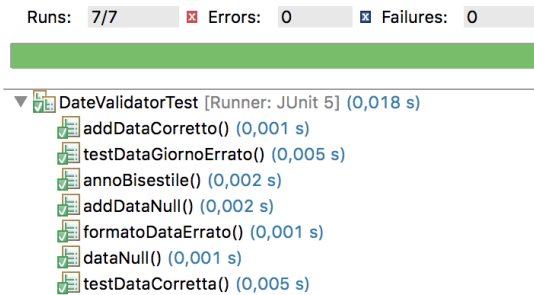 Runs: 7/7 Errors: 0 Failures: 0
DateValidatorTest [Runner: JUnit 5] (0,018 s)
addDataCorretto() (0,001 s)
testDataGiornoErrato() (0,005 s)
annoBisestile() (0,002 s)
addDataNull() (0,002 s)
formatoDataErrato() (0,001 s)
dataNull() (0,001 s)
testDataCorretta() (0,005 s)